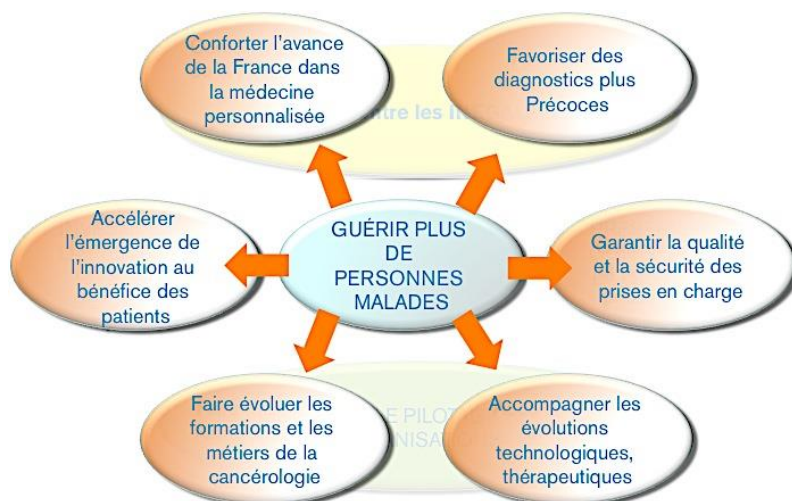 Conforter l'avance
de la France dans
la médecine
personnalisée
Favoriser des
diagnostics plus
Précoces
ntre les
Accélérer
l'émergence de
l'innovation au
bénéfice des
patients
GUÉRIR PLUS
DE
PERSONNES
MALADES
Garantir la qualité
et la sécurité des
prises en charge
Faire évoluer les
formations et les
métiers de la
cancérologie
Accompagner les
évolutions
technologiques,
thérapeutiques